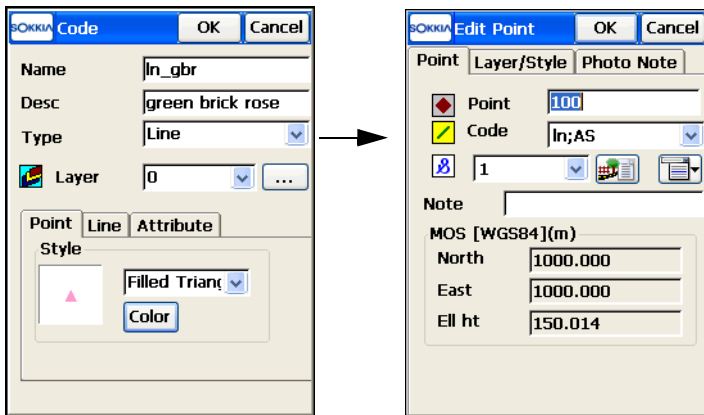 SOKKIA Code OK Cancel
Name ln_gbr
Desc green brick rose
Type Line
Layer 0 ...
Point Line Attribute
Style
Filled Triang
Color
SOKKIA Edit Point OK Cancel
Point Layer/Style Photo Note
Point 100
Code ln;AS
1
Note
MOS [WGS84](m)
North 1000.000
East 1000.000
Ell ht 150.014